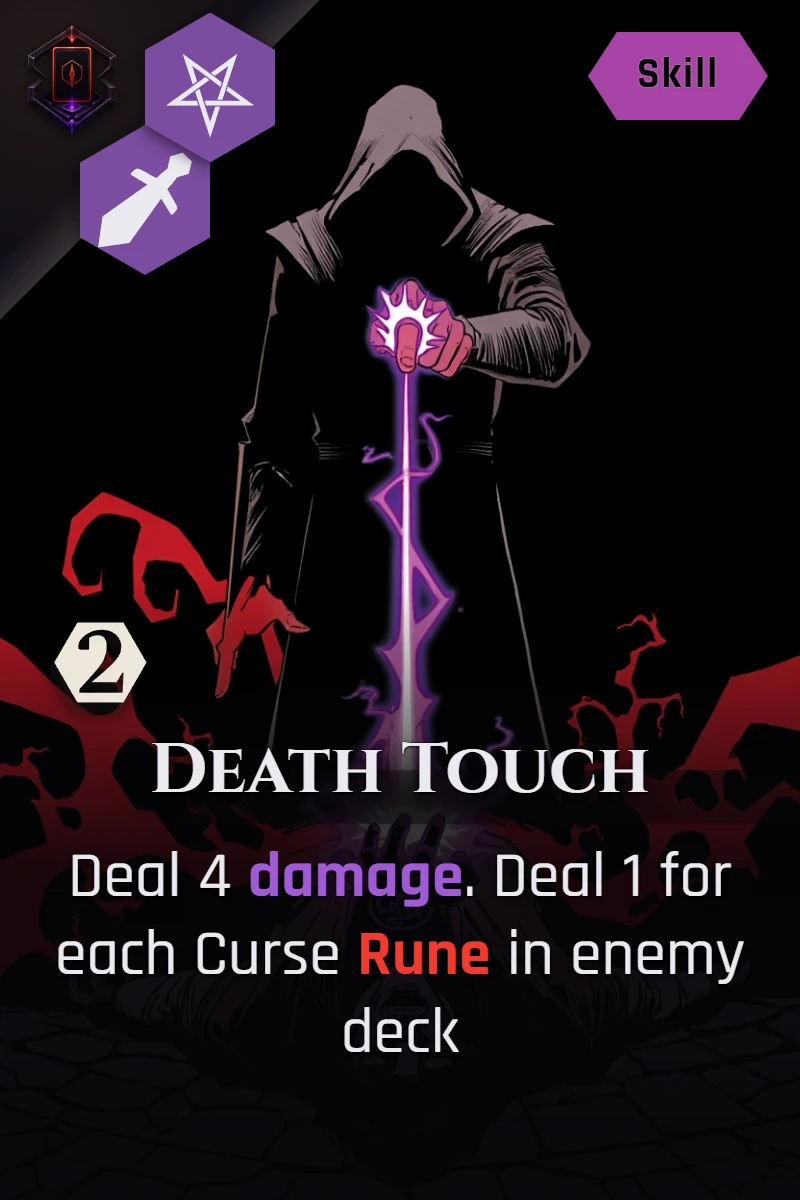 Skill
2
Death Touch
Deal 4 damage. Deal 1 for
each Curse Rune in enemy
deck